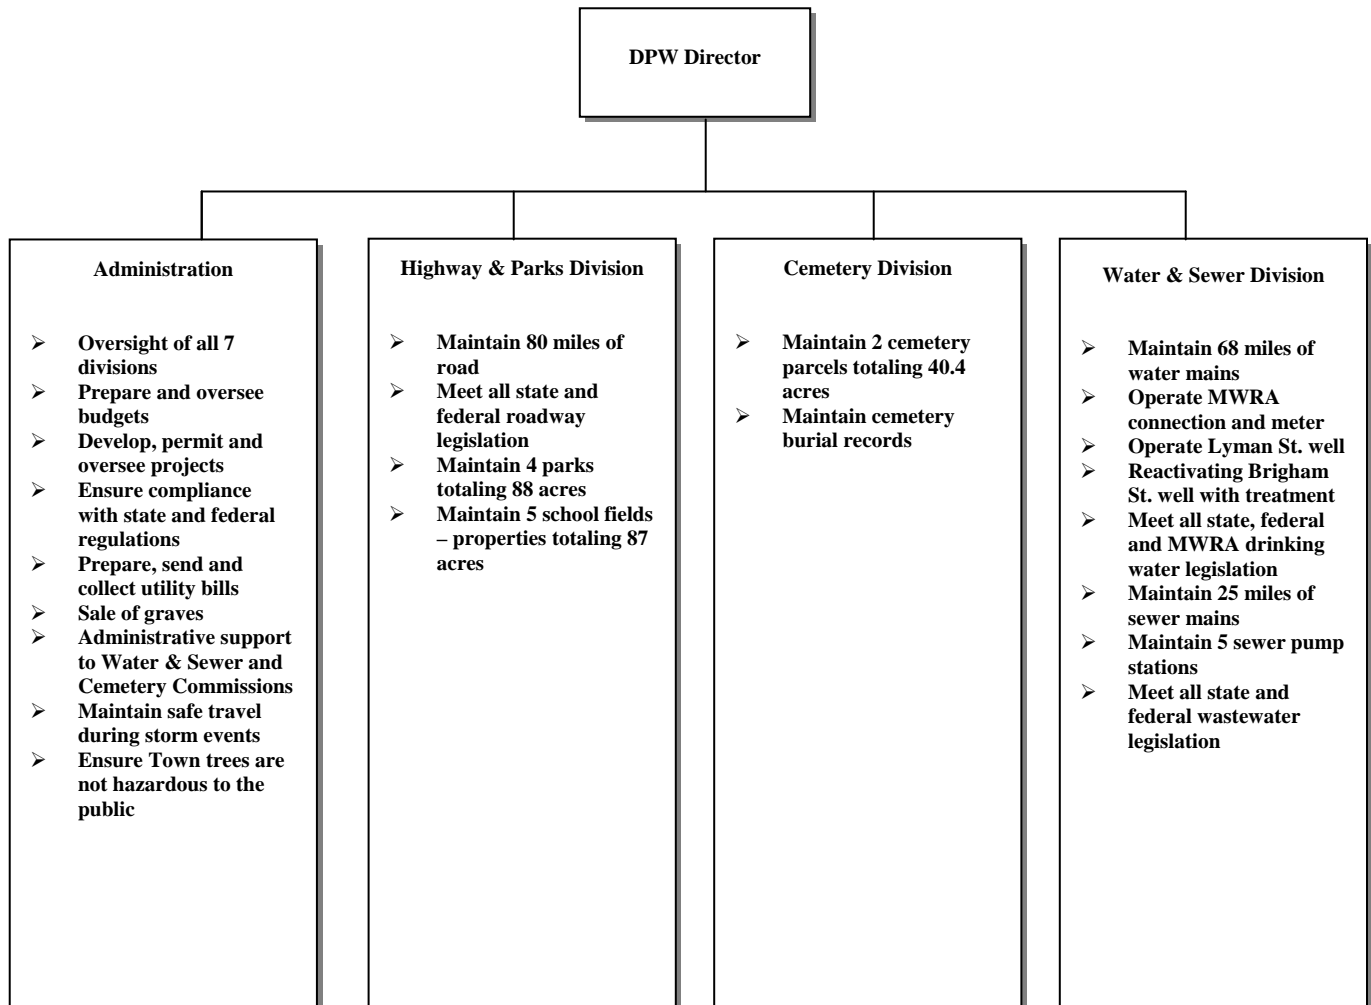 DPW Director
Administration
➢ Oversight of all 7
divisions
➢ Prepare and oversee
budgets
➢ Develop, permit and
oversee projects
➢ Ensure compliance
with state and federal
regulations
➢ Prepare, send and
collect utility bills
➢ Sale of graves
➢ Administrative support
to Water & Sewer and
Cemetery Commissions
➢ Maintain safe travel
during storm events
➢ Ensure Town trees are
not hazardous to the
public
Highway & Parks Division
➢ Maintain 80 miles of
road
➢ Meet all state and
federal roadway
legislation
➢ Maintain 4 parks
totaling 88 acres
➢ Maintain 5 school fields
– properties totaling 87
acres
Cemetery Division
➢ Maintain 2 cemetery
parcels totaling 40.4
acres
➢ Maintain cemetery
burial records
Water & Sewer Division
➢ Maintain 68 miles of
water mains
➢ Operate MWRA
connection and meter
➢ Operate Lyman St. well
➢ Reactivating Brigham
St. well with treatment
➢ Meet all state, federal
and MWRA drinking
water legislation
➢ Maintain 25 miles of
sewer mains
➢ Maintain 5 sewer pump
stations
➢ Meet all state and
federal wastewater
legislation